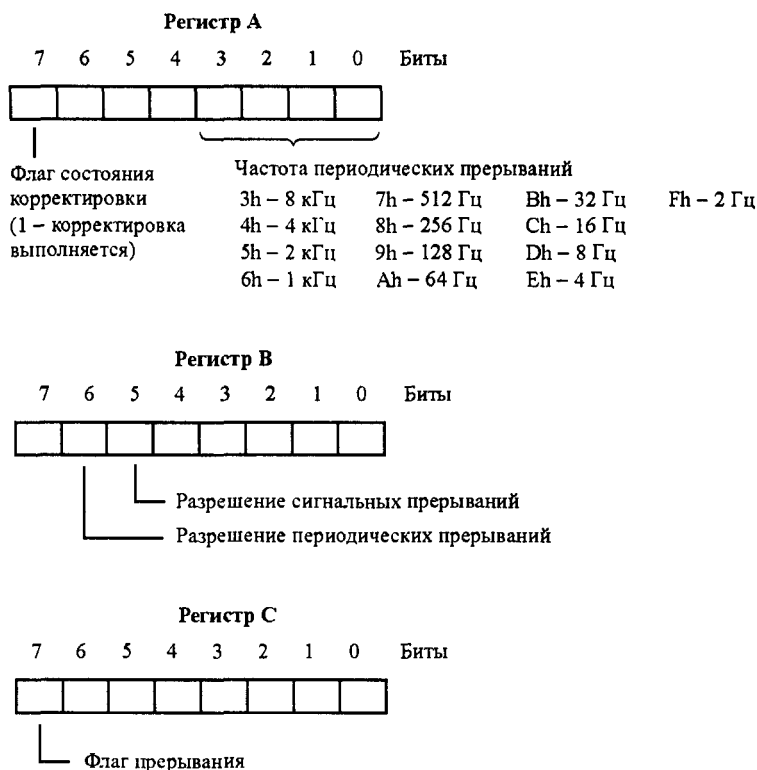 Регистр A
7 6 5 4 3 2 1 0 Биты
Флаг состояния
корректировки
(1 – корректировка
выполняется)
Частота периодических прерываний
3h – 8 кГц 7h – 512 Гц Bh – 32 Гц Fh – 2 Гц
4h – 4 кГц 8h – 256 Гц Ch – 16 Гц
5h – 2 кГц 9h – 128 Гц Dh – 8 Гц
6h – 1 кГц Ah – 64 Гц Eh – 4 Гц
Регистр B
7 6 5 4 3 2 1 0 Биты
Разрешение сигнальных прерываний
Разрешение периодических прерываний
Регистр C
7 6 5 4 3 2 1 0 Биты
Флаг прерывания